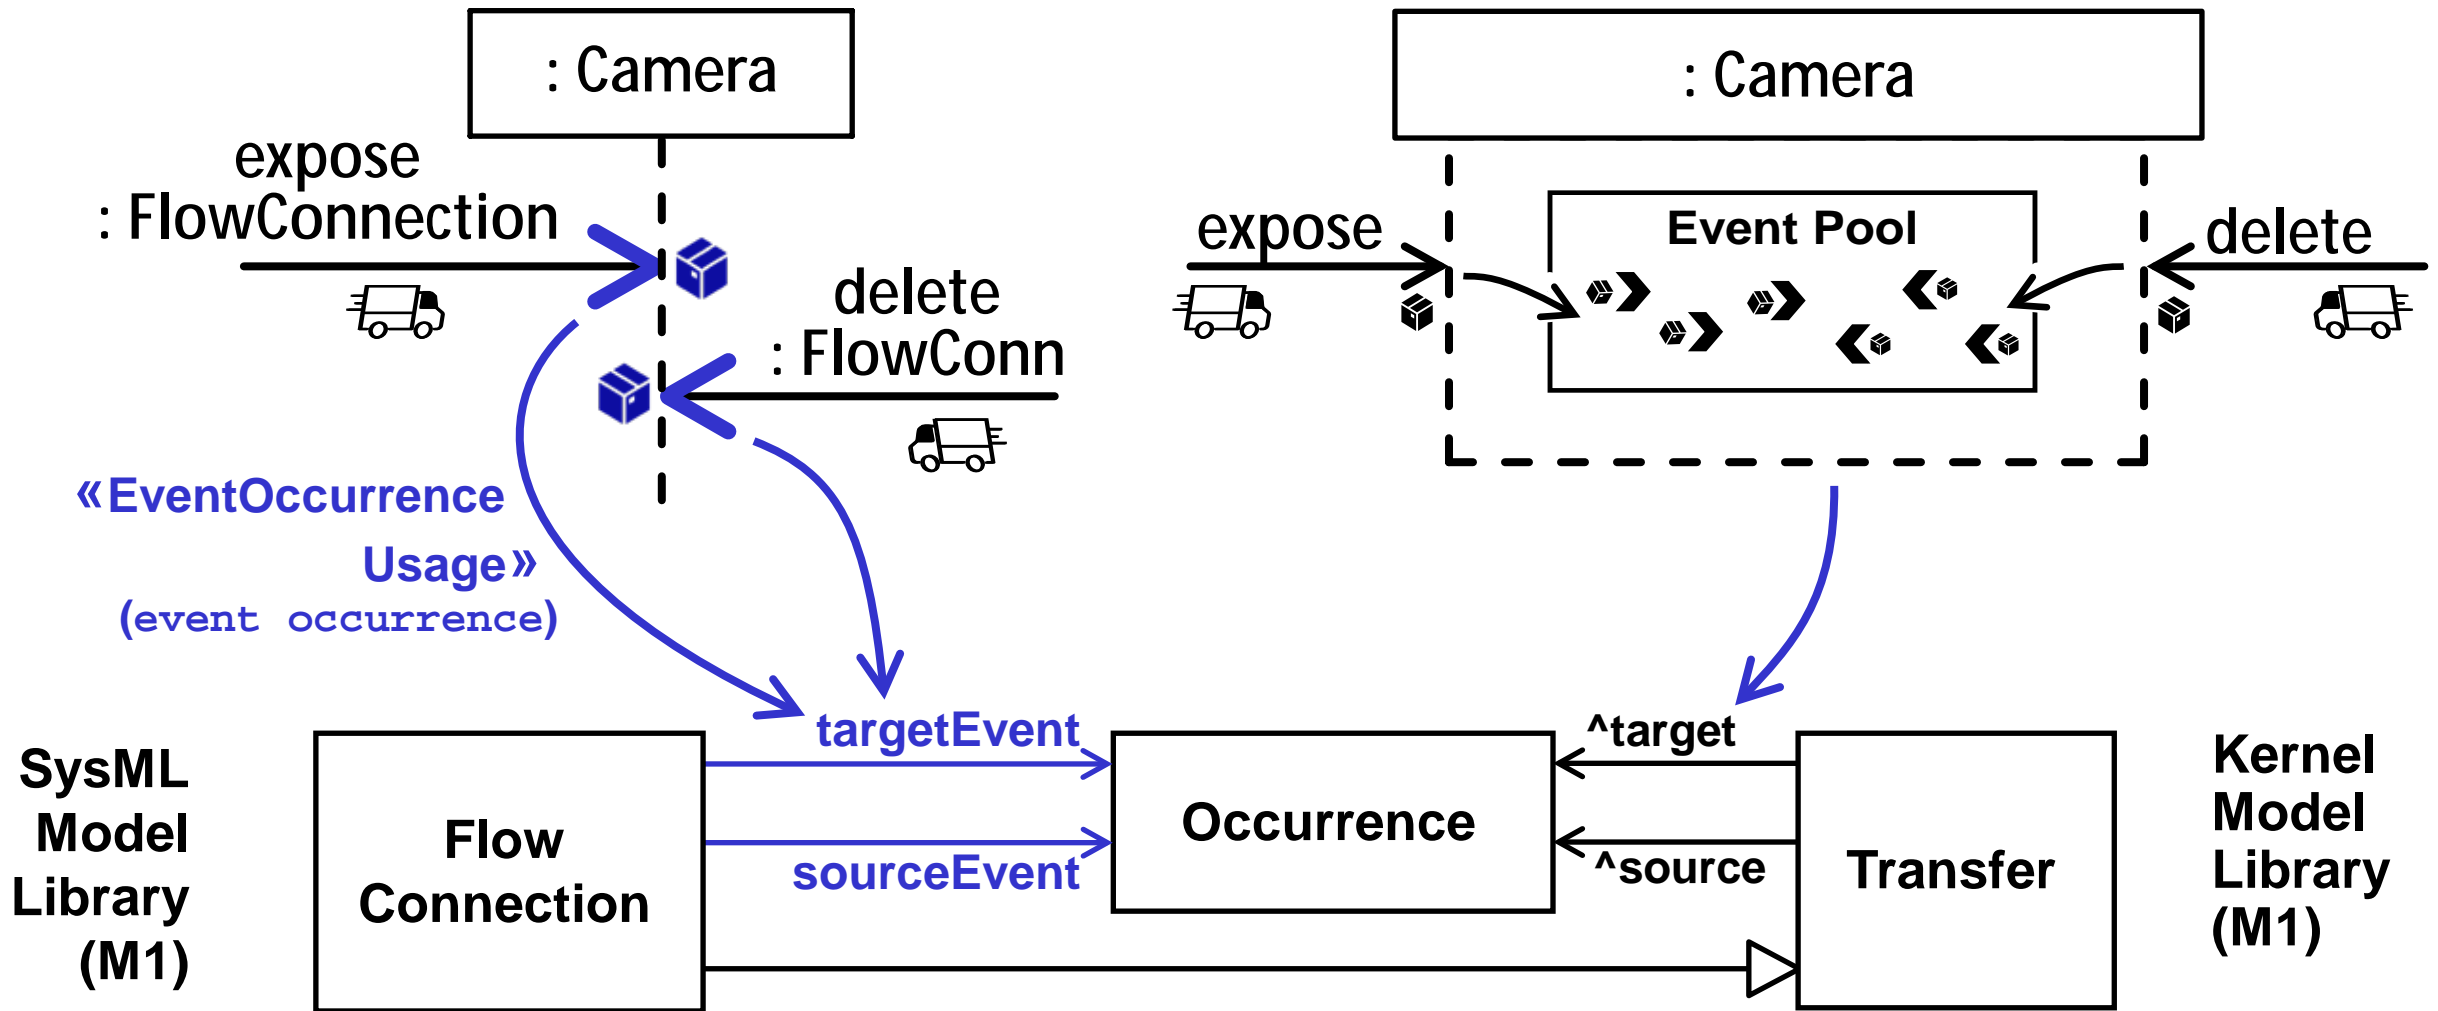 : Camera
expose
: FlowConnection
delete
: FlowConn
«EventOccurrence
Usage»
(event occurrence)
: Camera
expose
Event Pool
delete
targetEvent
sourceEvent
^target
^source
SysML
Model
Library
(M1)
Flow
Connection
Occurrence
Transfer
Kernel
Model
Library
(M1)